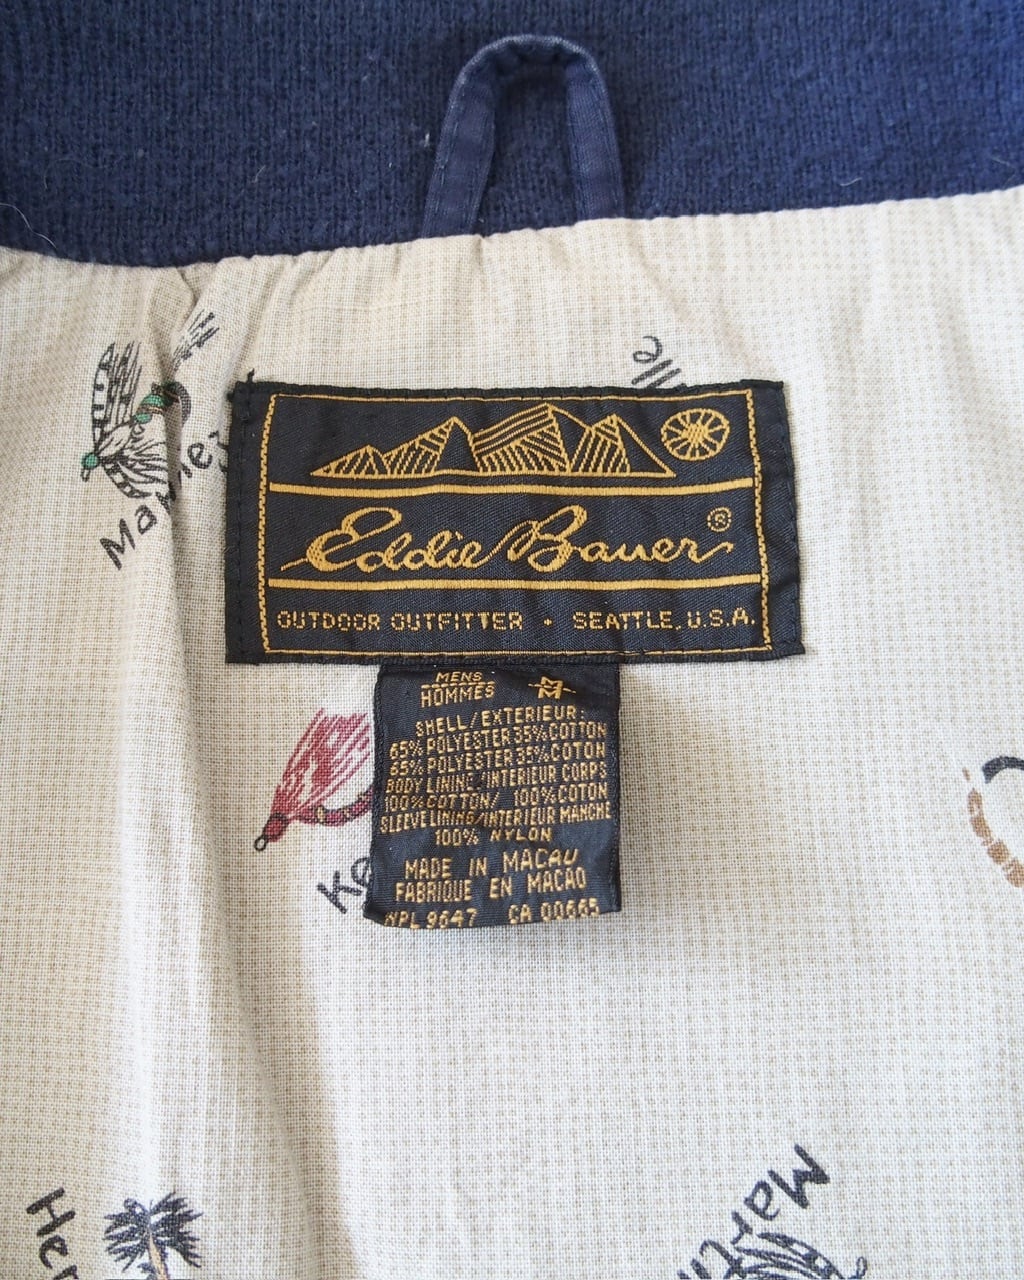 Eddie Bauer®
OUTDOOR OUTFITTER • SEATTLE, U.S.A.
MENS
HOMMES
M
SHELL/EXTERIEUR:
65% POLYESTER 35% COTTON
65% POLYESTER 35% COTON
BODY LINING/INTERIEUR CORPS
100% COTTON/ 100% COTON
SLEEVE LINING/INTERIEUR MANCHE
100% NYLON
MADE IN MACAU
FABRIQUE EN MACAO
NPL 9647 CA 00665